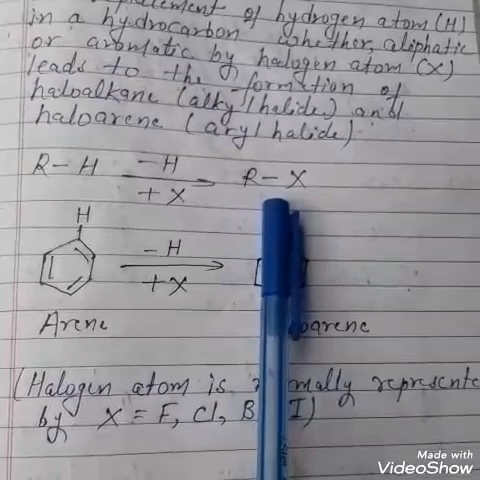 of hydrogen atom (H)
in a hydrocarbon whether, aliphatic
or aromatic by halogen atom (X)
leads to the formation of
haloalkane (alkyl halide) and
haloarene (aryl halide).
R-H -H +X R-X
H
-H
+X
Arene
(Halogen atom is
by X = F, Cl, B I)
Made with
VideoShow